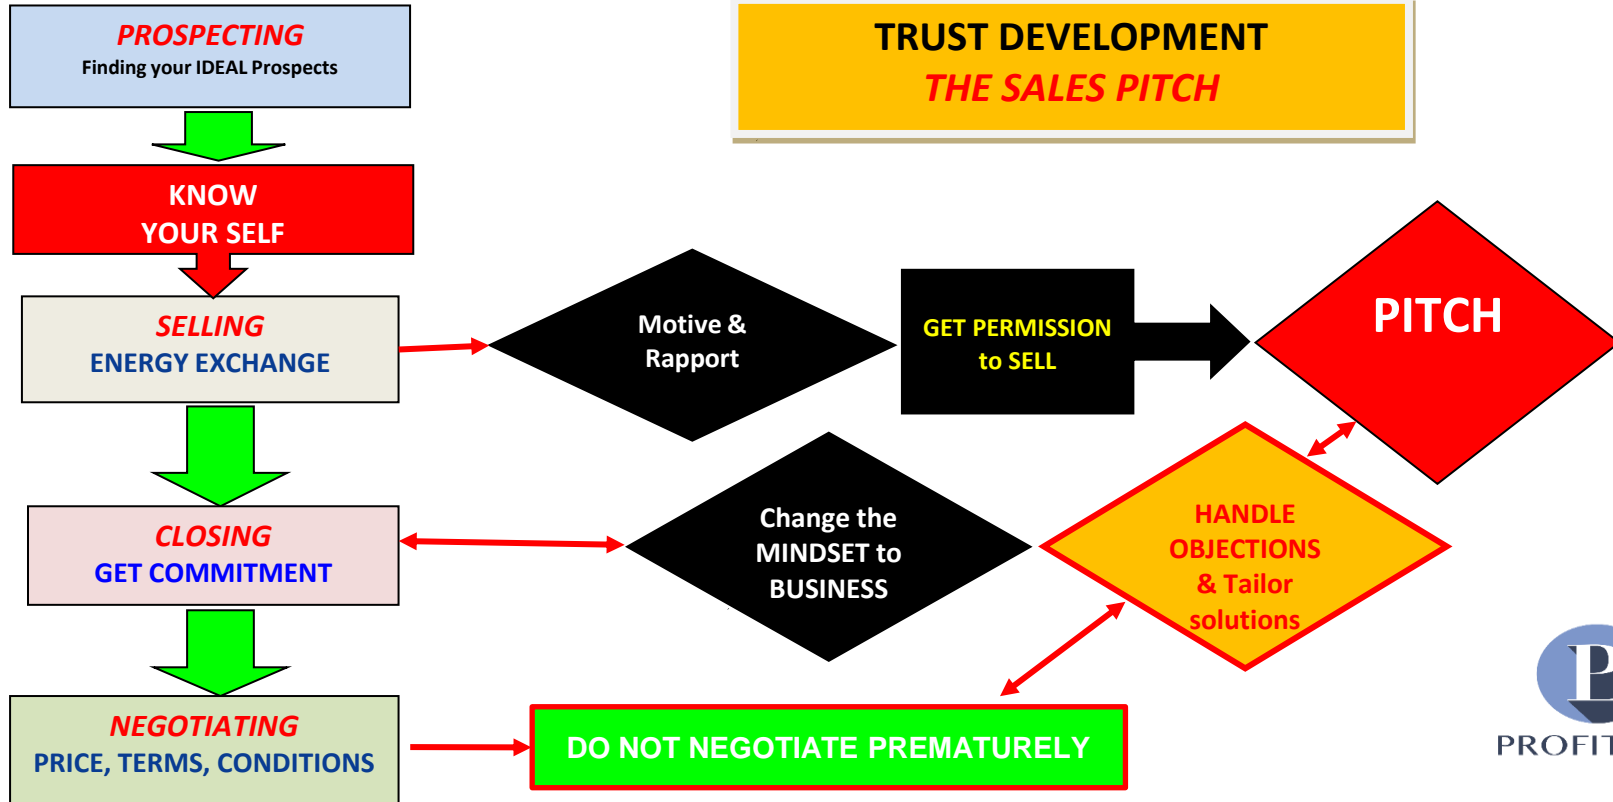 PROSPECTING
Finding your IDEAL Prospects
TRUST DEVELOPMENT
THE SALES PITCH
KNOW
YOUR SELF
SELLING
ENERGY EXCHANGE
Motive &
Rapport
GET PERMISSION
to SELL
PITCH
CLOSING
GET COMMITMENT
Change the
MINDSET to
BUSINESS
HANDLE
OBJECTIONS
& Tailor
solutions
NEGOTIATING
PRICE, TERMS, CONDITIONS
DO NOT NEGOTIATE PREMATURELY
P
PROFIT